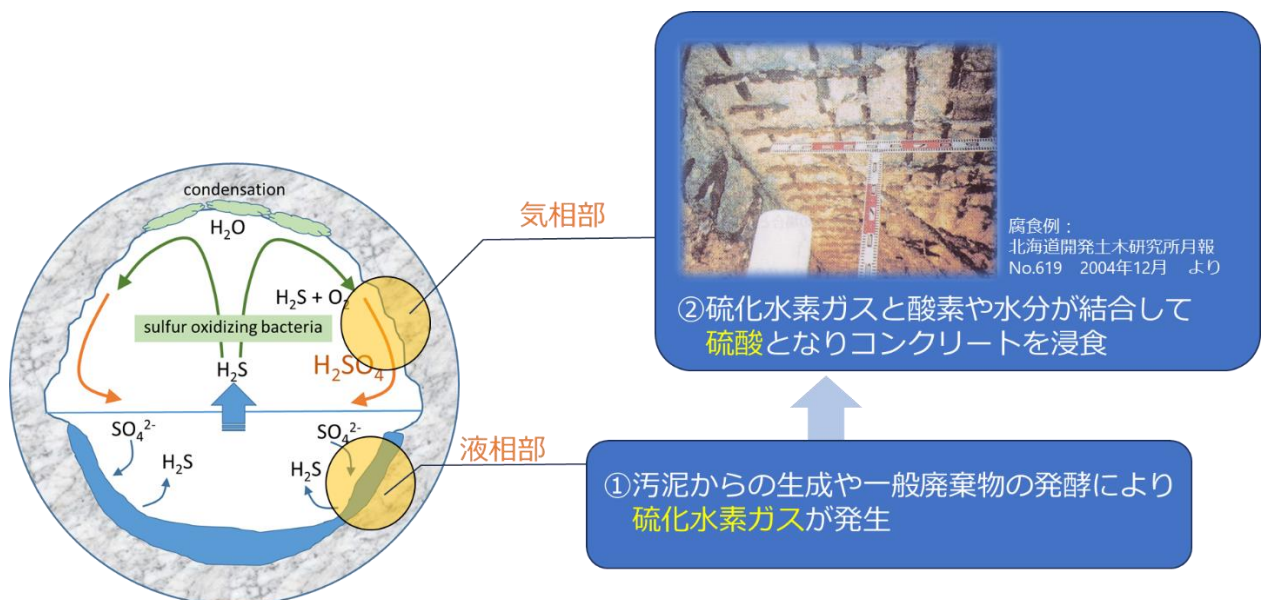 condensation
H₂O
H₂S + O₂
sulfur oxidizing bacteria
H₂S
H₂SO₄
SO₄²⁻
H₂S
SO₄²⁻
H₂S
気相部
液相部
腐食例：
北海道開発土木研究所月報
No.619　2004年12月　より
②硫化水素ガスと酸素や水分が結合して
硫酸となりコンクリートを浸食
①汚泥からの生成や一般廃棄物の発酵により
硫化水素ガスが発生